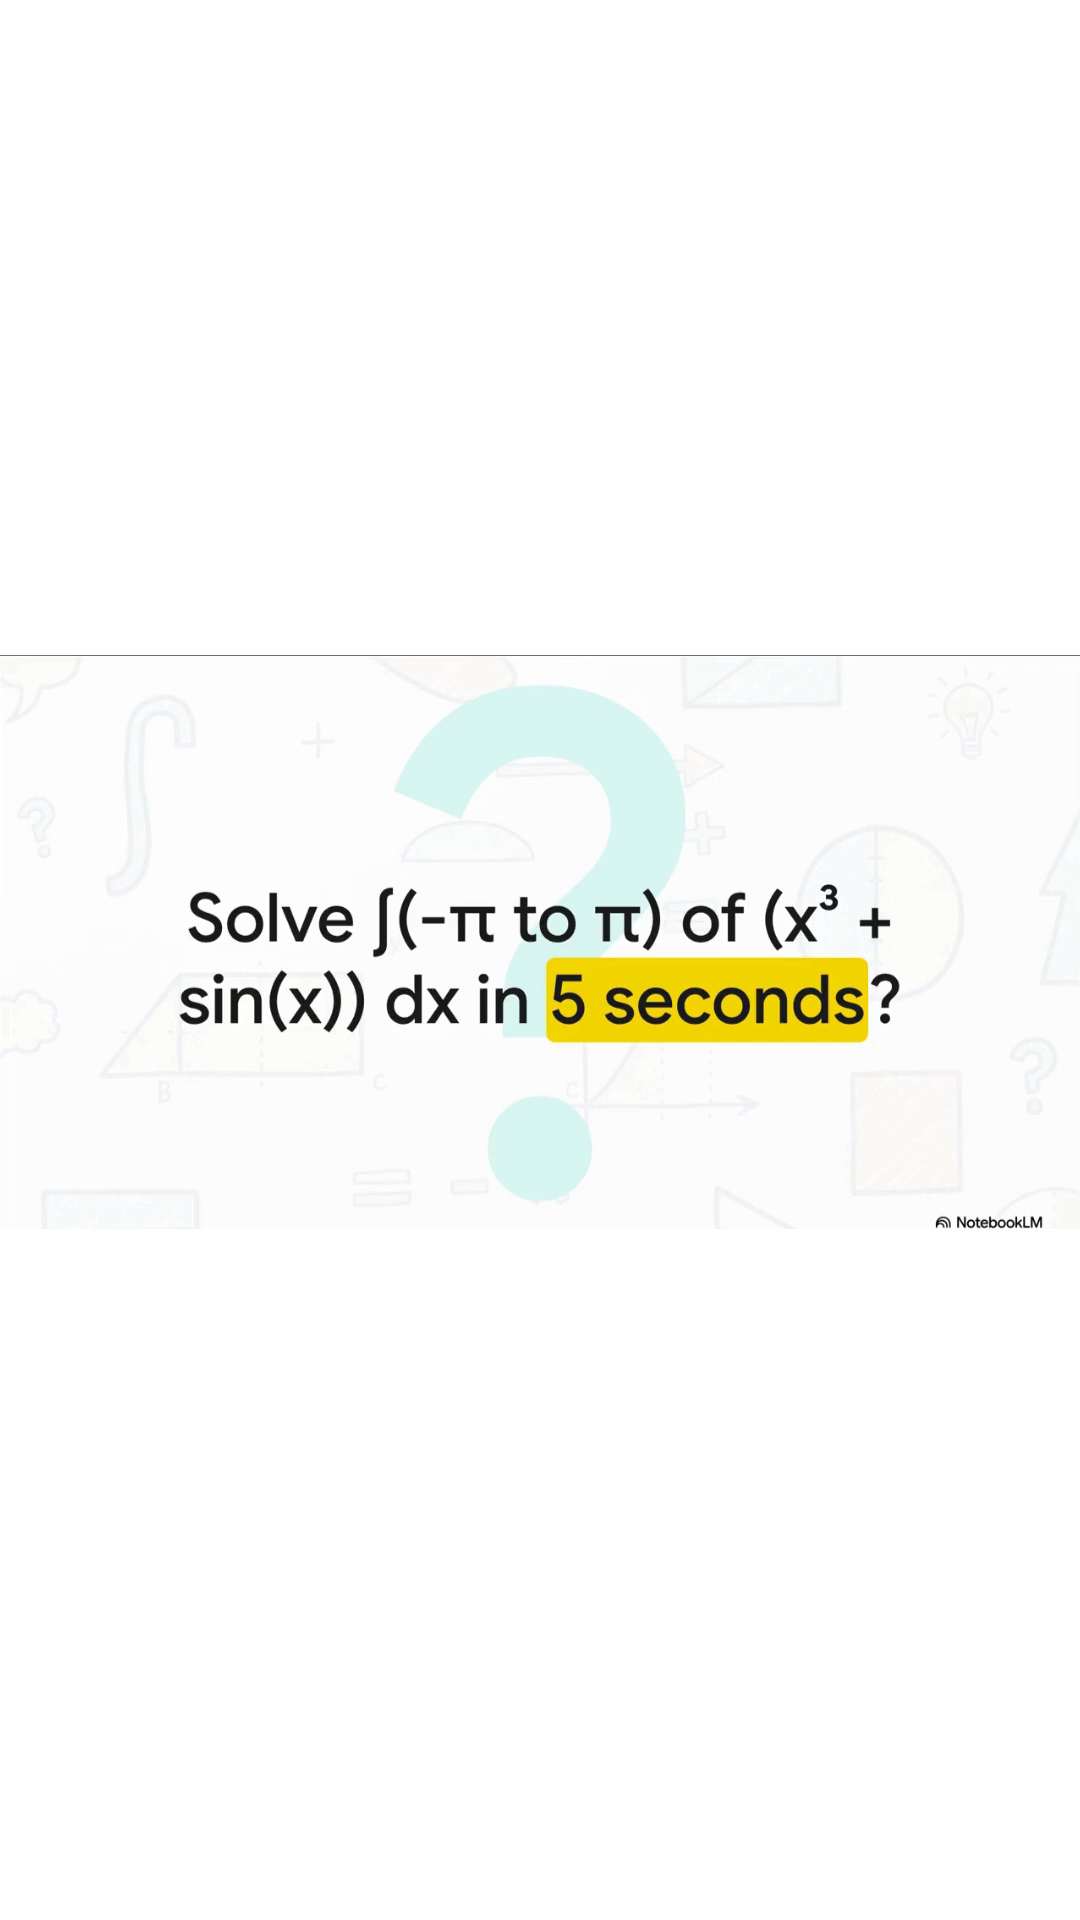 Solve ∫(-π to π) of (x³ +
sin(x)) dx in 5 seconds?
B
C
C
NotebookLM